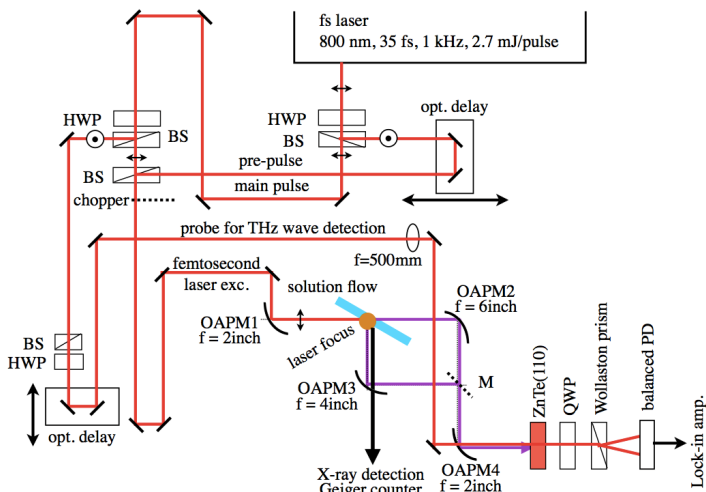 fs laser
800 nm, 35 fs, 1 kHz, 2.7 mJ/pulse
HWP
BS
HWP
BS
opt. delay
BS
chopper
pre-pulse
main pulse
probe for THz wave detection
f=500mm
femtosecond
laser exc.
solution flow
OAPM1
f = 2inch
laser focus
OAPM2
f = 6inch
BS
HWP
opt. delay
OAPM3
f = 4inch
M
ZnTe(110)
QWP
Wollaston prism
balanced PD
Lock-in amp.
OAPM4
f = 2inch
X-ray detection
Geiger counter